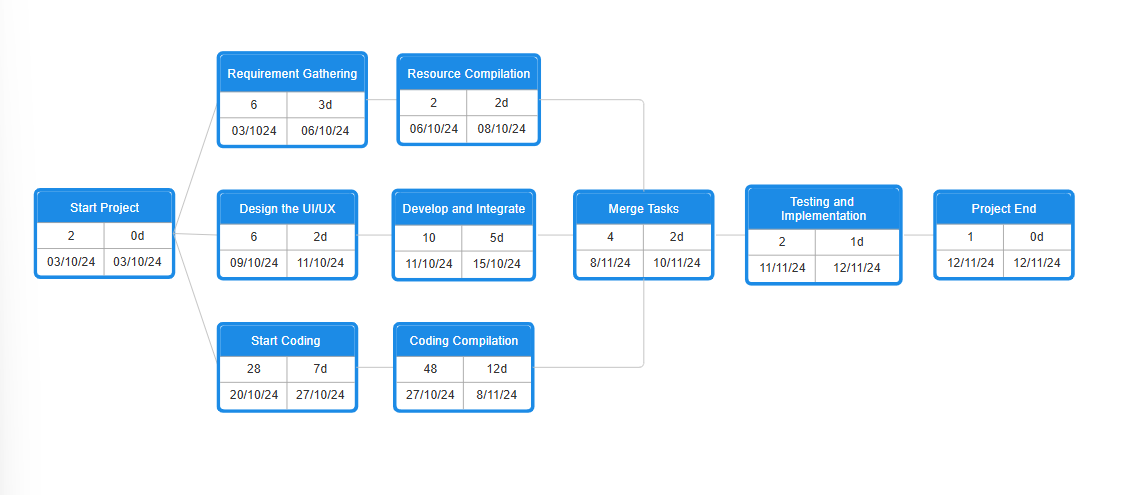 Requirement Gathering
6 3d
03/1024 06/10/24
Resource Compilation
2 2d
06/10/24 08/10/24
Start Project
2 0d
03/10/24 03/10/24
Design the UI/UX
6 2d
09/10/24 11/10/24
Develop and Integrate
10 5d
11/10/24 15/10/24
Merge Tasks
4 2d
8/11/24 10/11/24
Testing and
Implementation
2 1d
11/11/24 12/11/24
Project End
1 0d
12/11/24 12/11/24
Start Coding
28 7d
20/10/24 27/10/24
Coding Compilation
48 12d
27/10/24 8/11/24